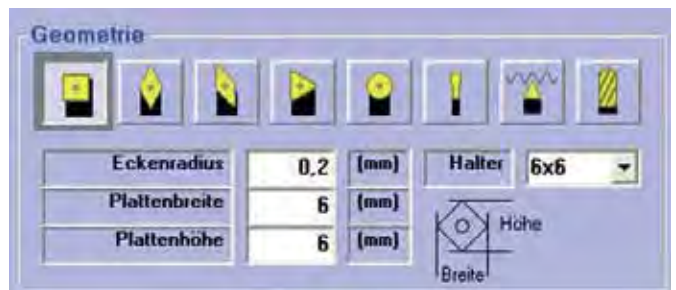 Geometrie
Eckenradius 0,2 (mm) Halter 6x6
Plattenbreite 6 (mm)
Plattenhöhe 6 (mm)
Höhe
Breite